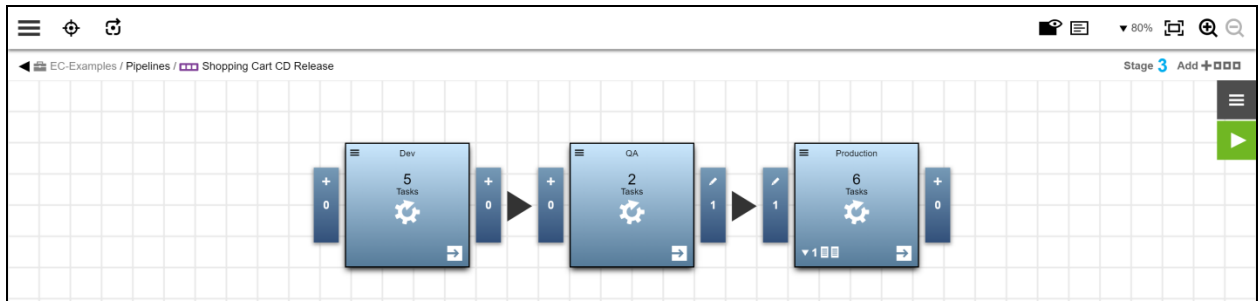 80%
EC-Examples / Pipelines / Shopping Cart CD Release
Stage 3 Add
Dev
5
Tasks
0
0
QA
2
Tasks
0
1
Production
6
Tasks
1
0
1